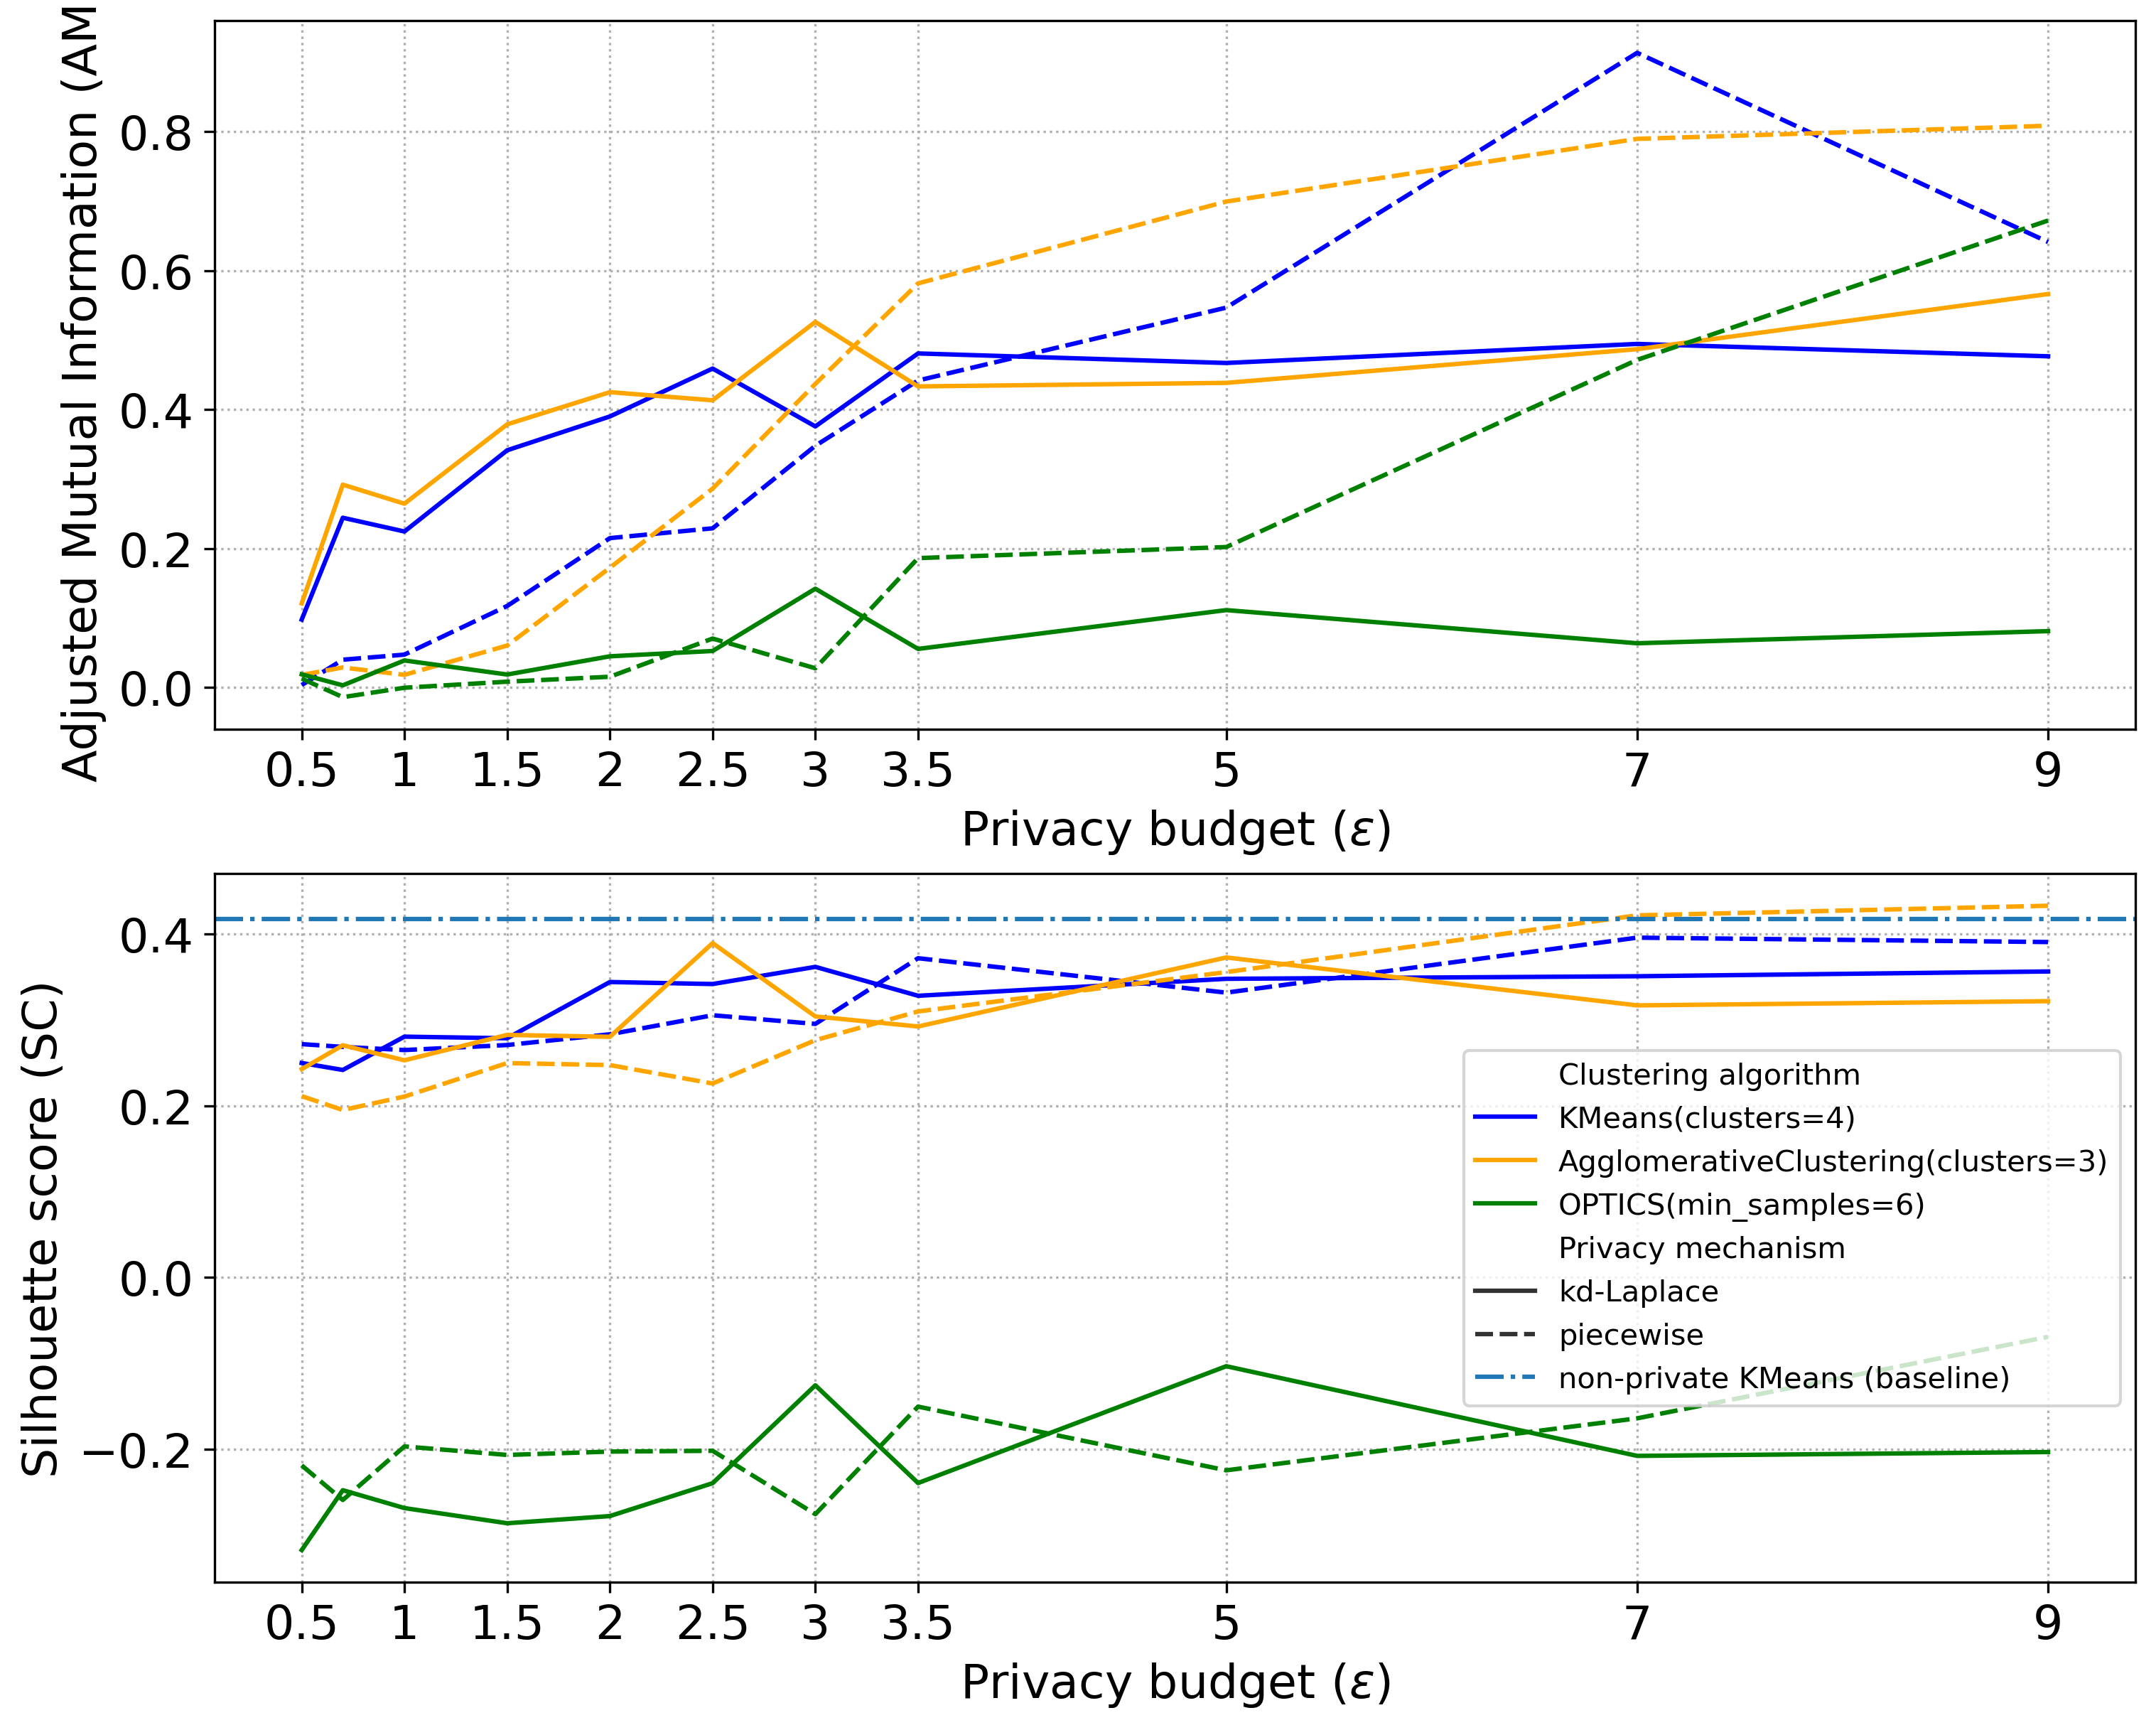 Adjusted Mutual Information (AM
0.8
0.6
0.4
0.2
0.0
0.5 1 1.5 2 2.5 3 3.5 5 7 9
Privacy budget (ε)
Silhouette score (SC)
0.4
0.2
0.0
−0.2
Clustering algorithm
KMeans(clusters=4)
AgglomerativeClustering(clusters=3)
OPTICS(min_samples=6)
Privacy mechanism
kd-Laplace
piecewise
non-private KMeans (baseline)
0.5 1 1.5 2 2.5 3 3.5 5 7 9
Privacy budget (ε)